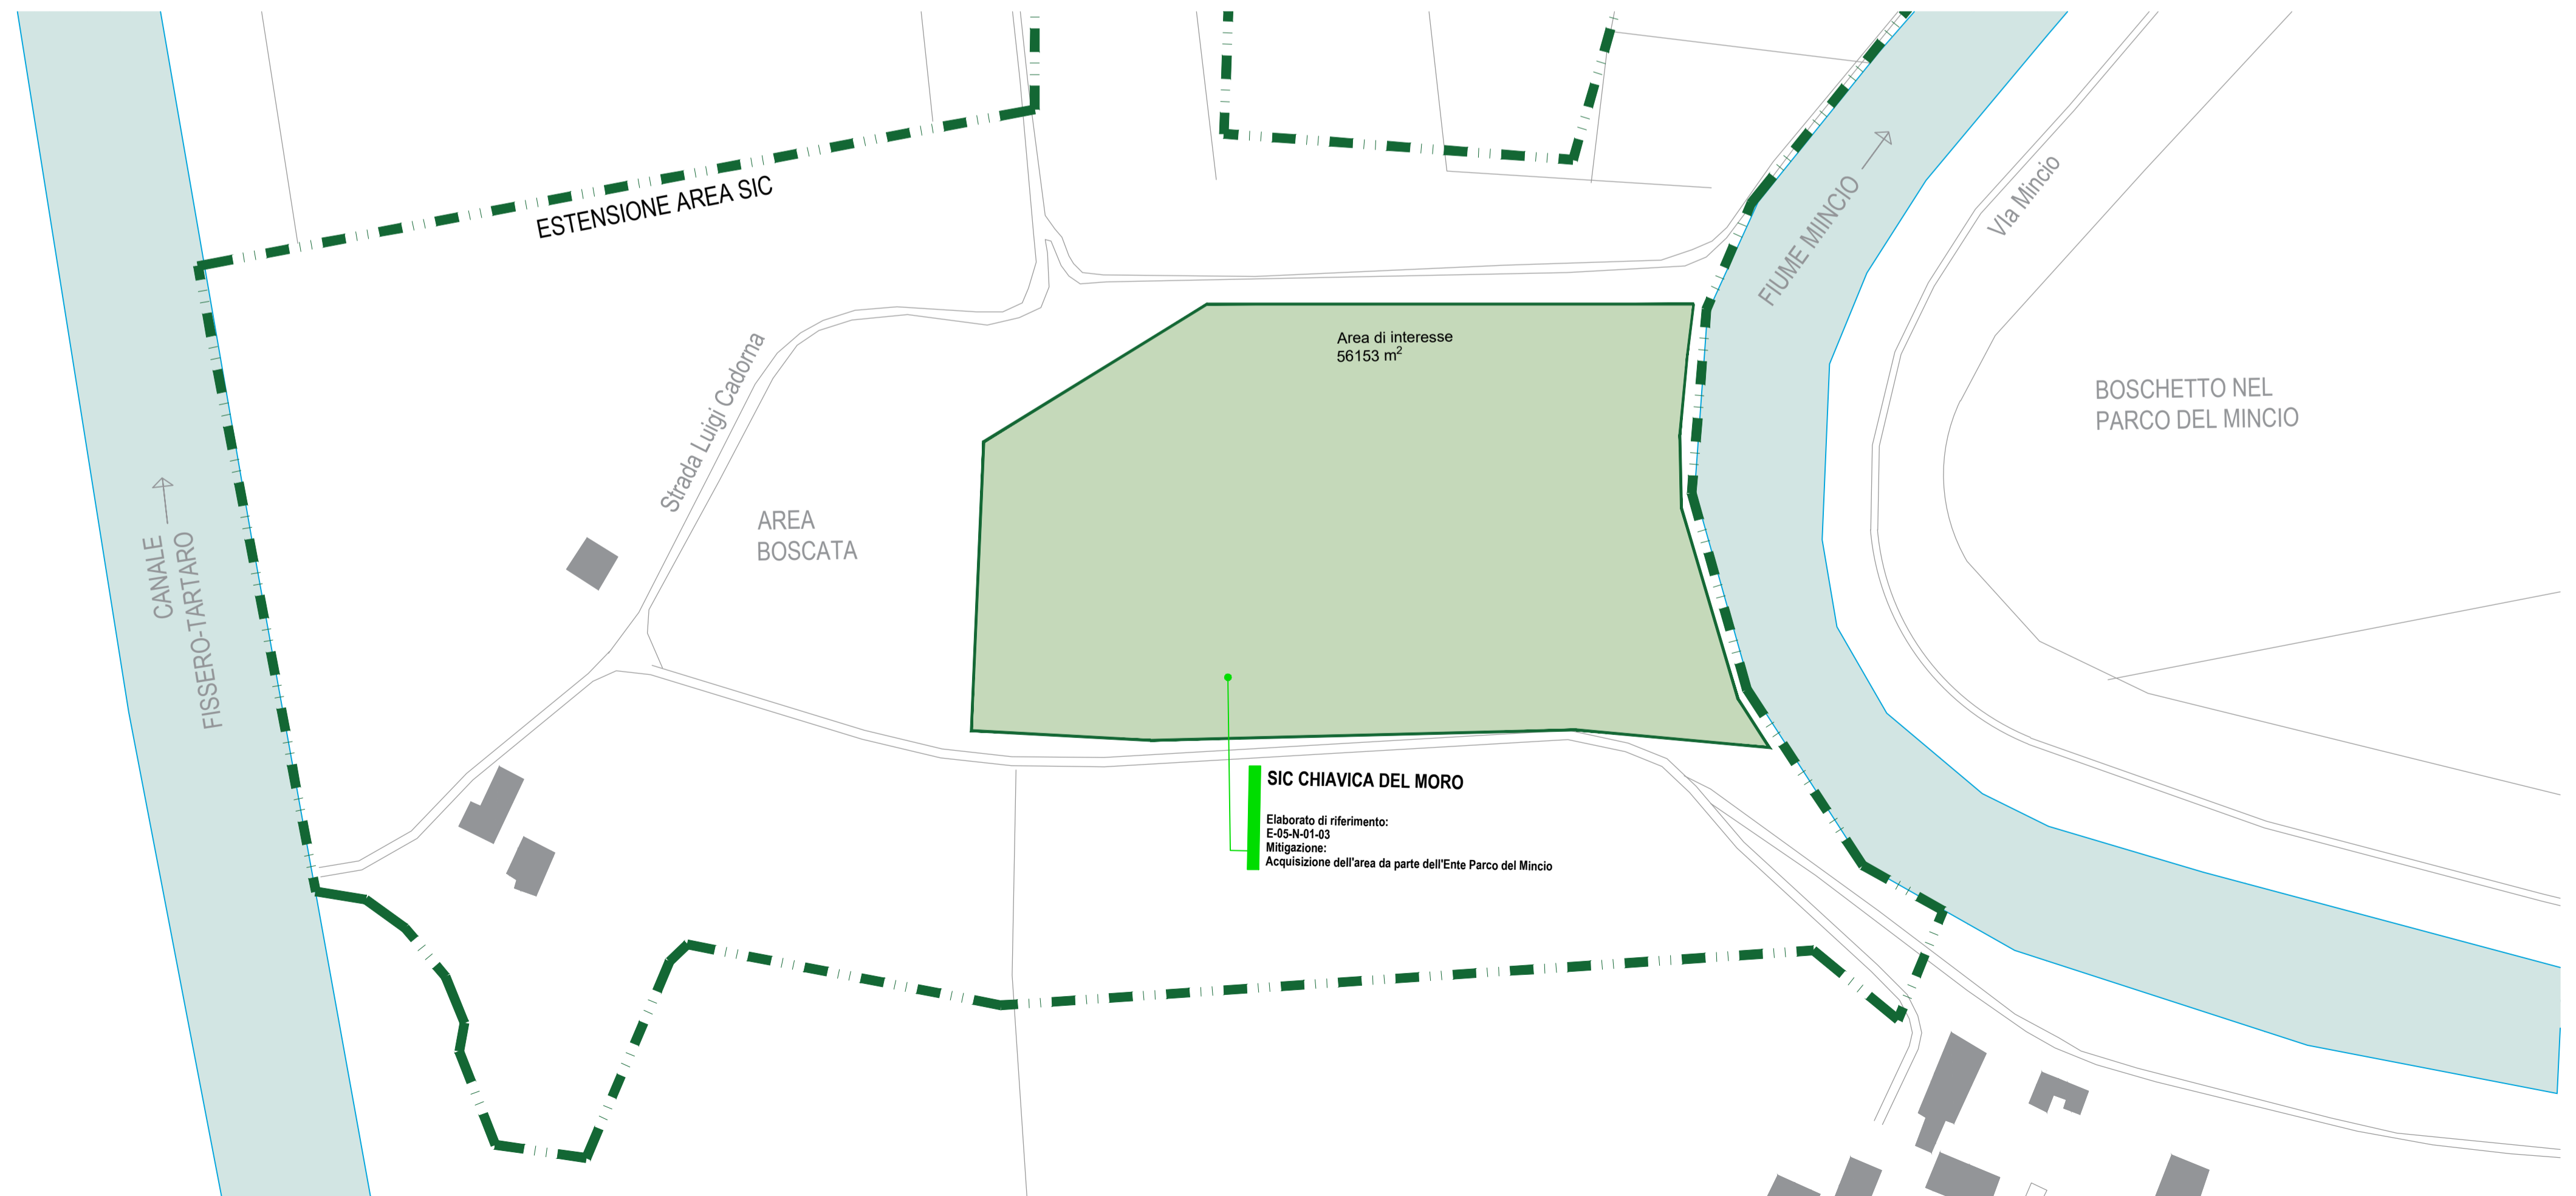 ESTENSIONE AREA SIC
FIUME MIINCIO
VIa Mincio
Area di interesse
56153 m²
Strada Luigi Cadorna
BOSCHETTO NEL
PARCO DEL MINCIO
AREA
BOSCATA
CANALE
FISSERO-TARTARO
SIC CHIAVICA DEL MORO
Elaborato di riferimento:
E-05-N-01-03
Mitigazione:
Acquisizione dell'area da parte dell'Ente Parco del Mincio